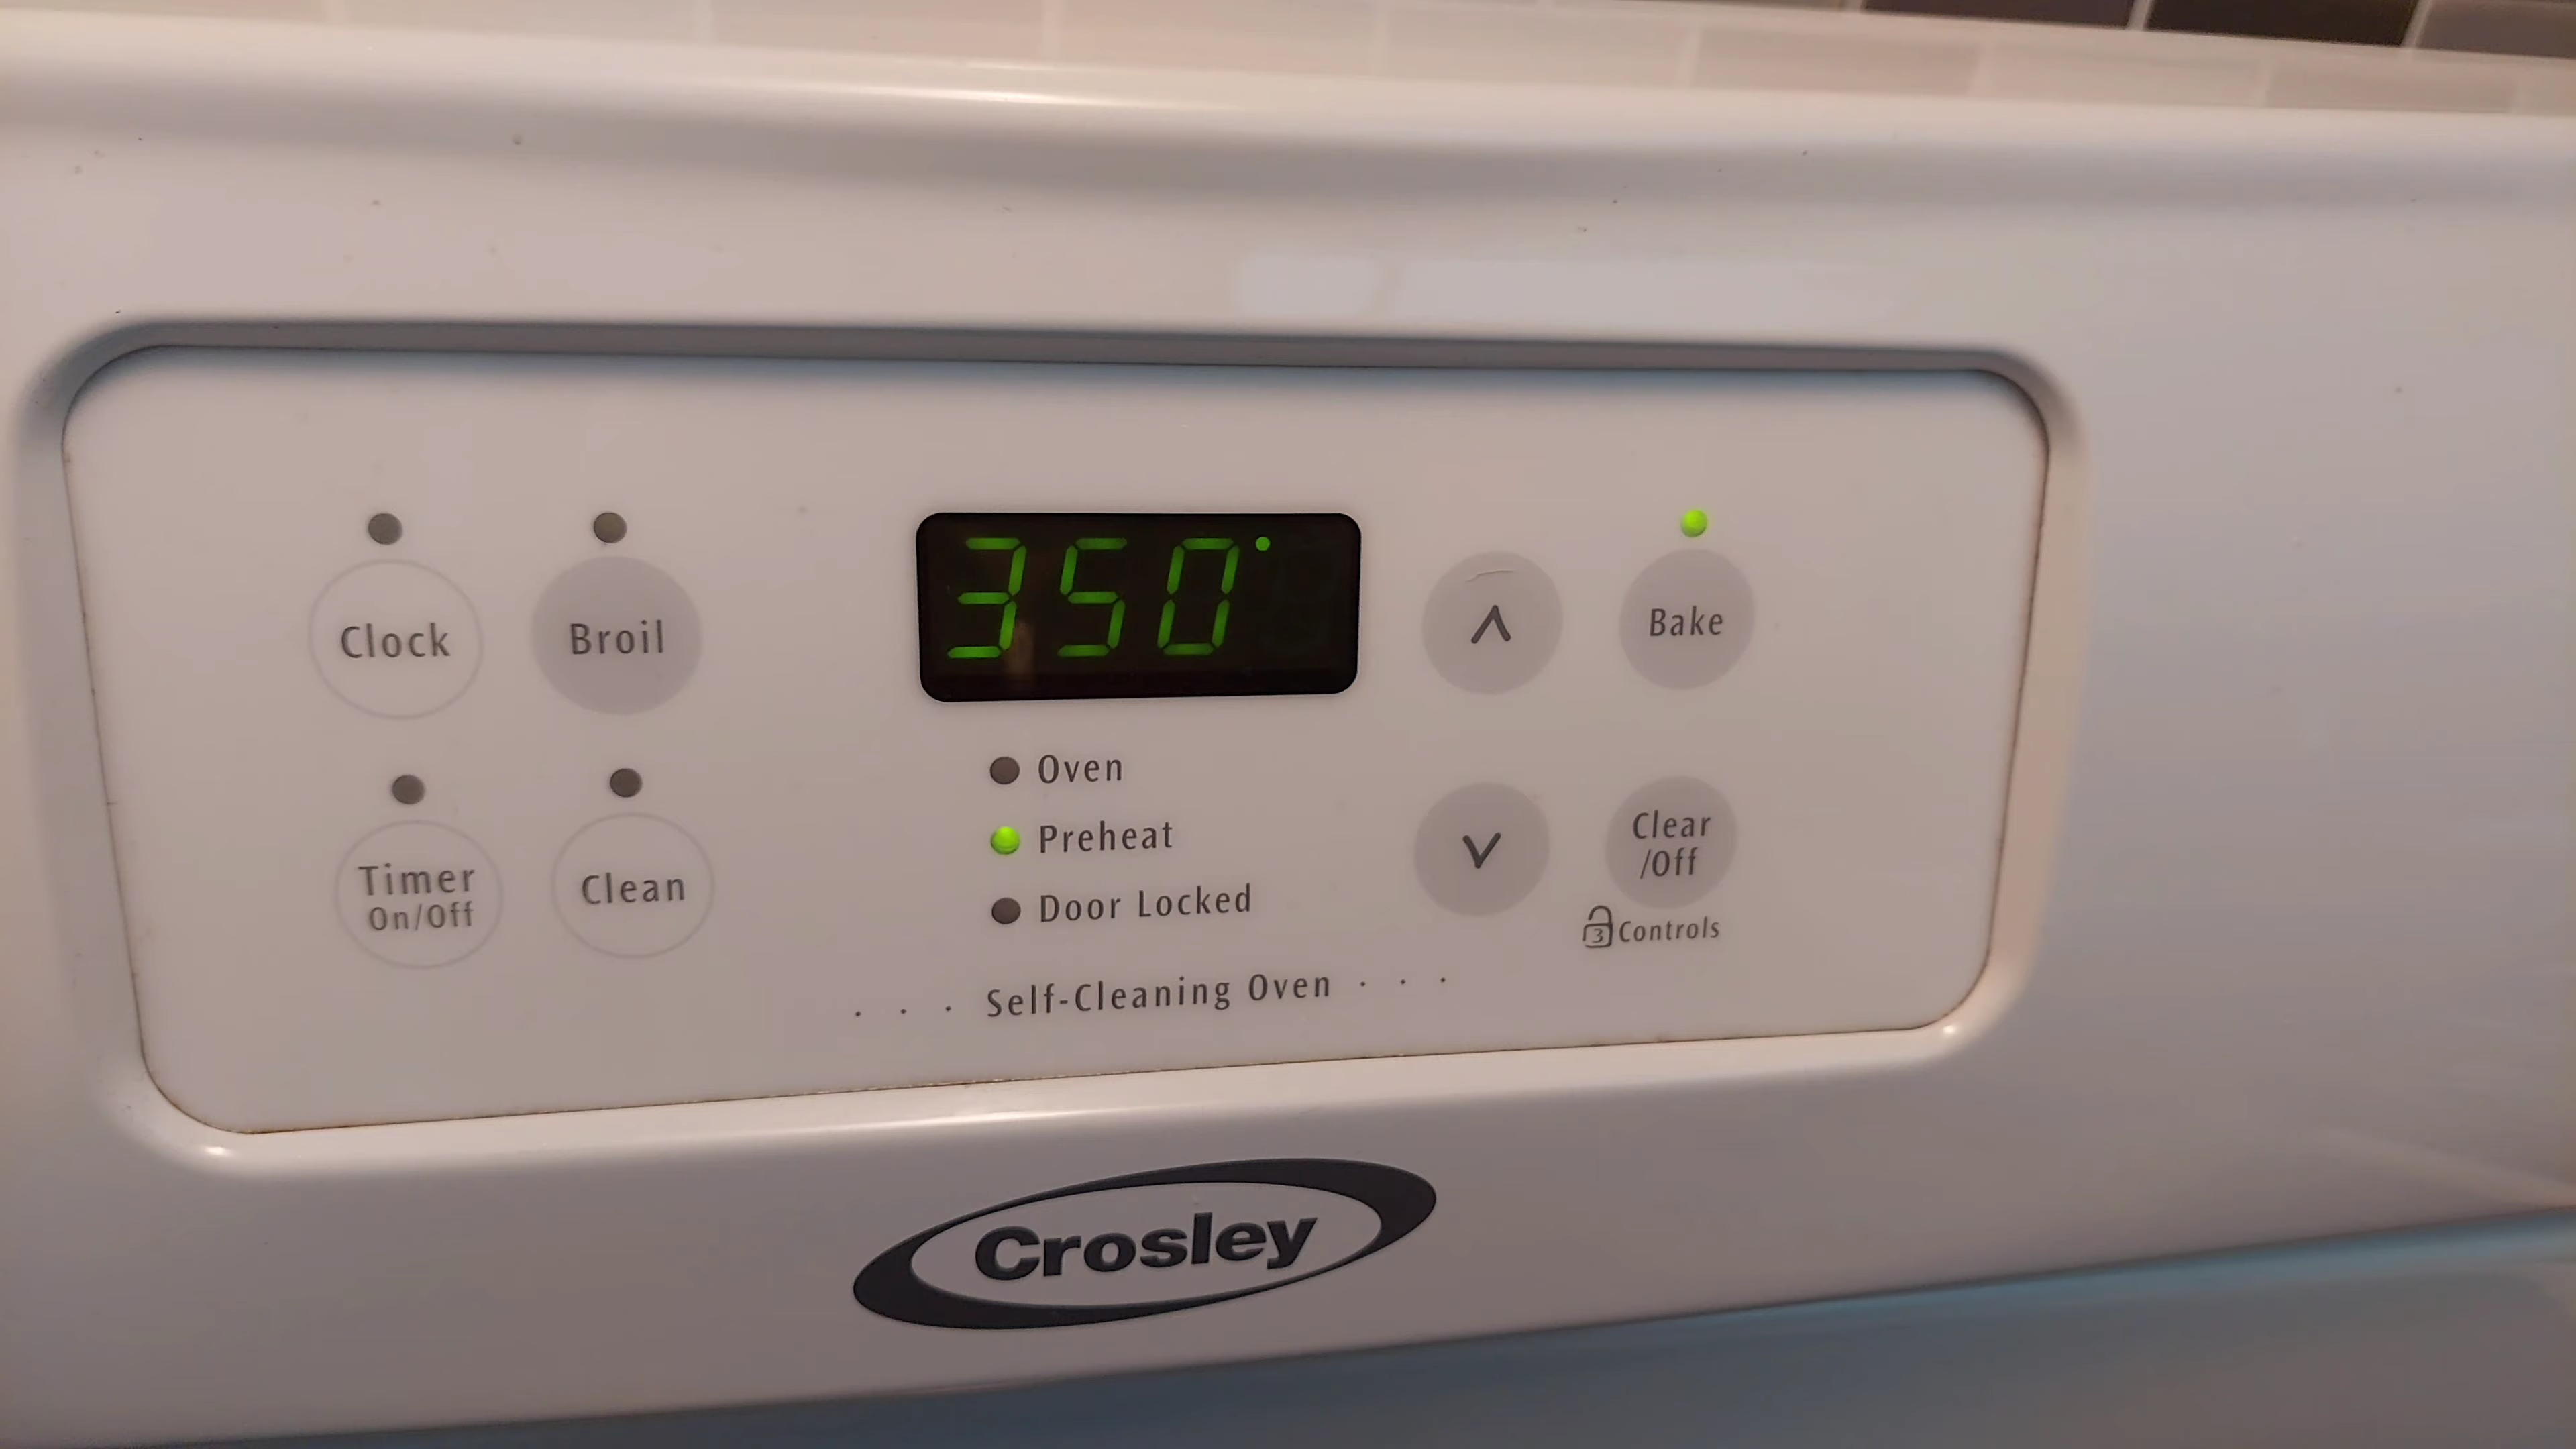 350°
Clock
Broil
Bake
Oven
Preheat
Door Locked
Timer
On/Off
Clean
Clear
/Off
3 Controls
. . . Self-Cleaning Oven . . .
Crosley